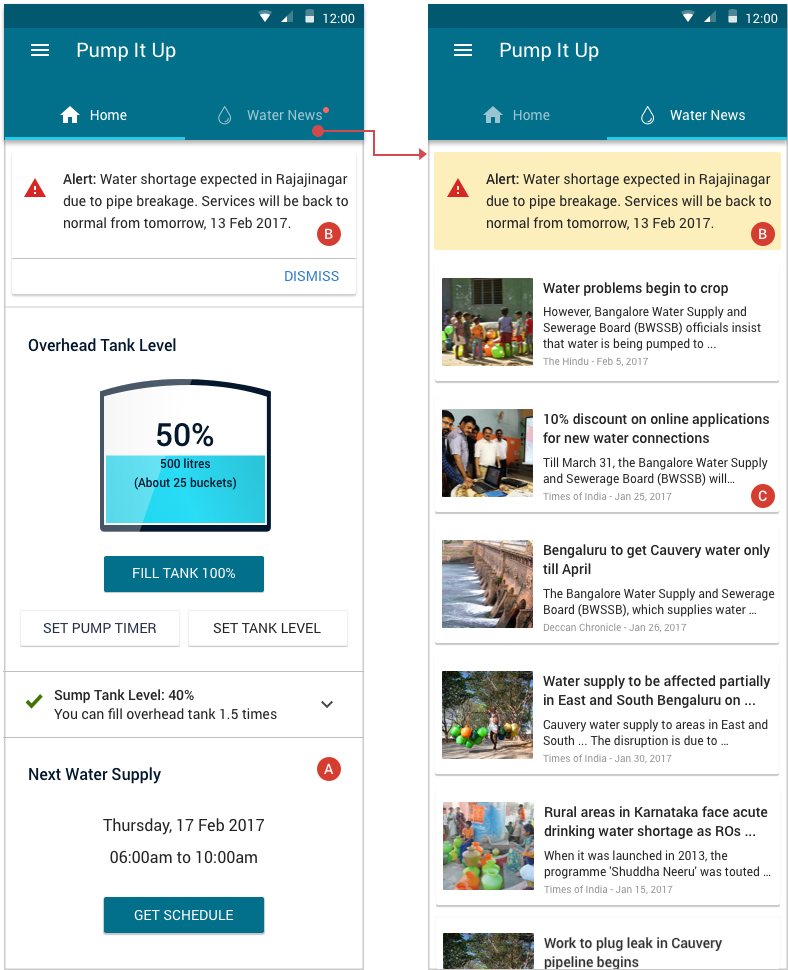 12:00
Pump It Up
Home
Water News
Alert: Water shortage expected in Rajajinagar
due to pipe breakage. Services will be back to
normal from tomorrow, 13 Feb 2017.
B
DISMISS
Overhead Tank Level
50%
500 litres
(About 25 buckets)
FILL TANK 100%
SET PUMP TIMER
SET TANK LEVEL
Sump Tank Level: 40%
You can fill overhead tank 1.5 times
Next Water Supply
A
Thursday, 17 Feb 2017
06:00am to 10:00am
GET SCHEDULE
12:00
Pump It Up
Home
Water News
Alert: Water shortage expected in Rajajinagar
due to pipe breakage. Services will be back to
normal from tomorrow, 13 Feb 2017.
B
Water problems begin to crop
However, Bangalore Water Supply and
Sewerage Board (BWSSB) officials insist
that water is being pumped to ...
The Hindu - Feb 5, 2017
10% discount on online applications
for new water connections
Till March 31, the Bangalore Water Supply
and Sewerage Board (BWSSB) will…
Times of India - Jan 25, 2017
C
Bengaluru to get Cauvery water only
till April
The Bangalore Water Supply and Sewerage
Board (BWSSB), which supplies water ...
Deccan Chronicle - Jan 26, 2017
Water supply to be affected partially
in East and South Bengaluru on ...
Cauvery water supply to areas in East and
South ... The disruption is due to ...
Times of India - Jan 30, 2017
Rural areas in Karnataka face acute
drinking water shortage as ROs ...
When it was launched in 2013, the
programme 'Shuddha Neeru' was touted ...
Times of India - Jan 15, 2017
Work to plug leak in Cauvery
pipeline begins